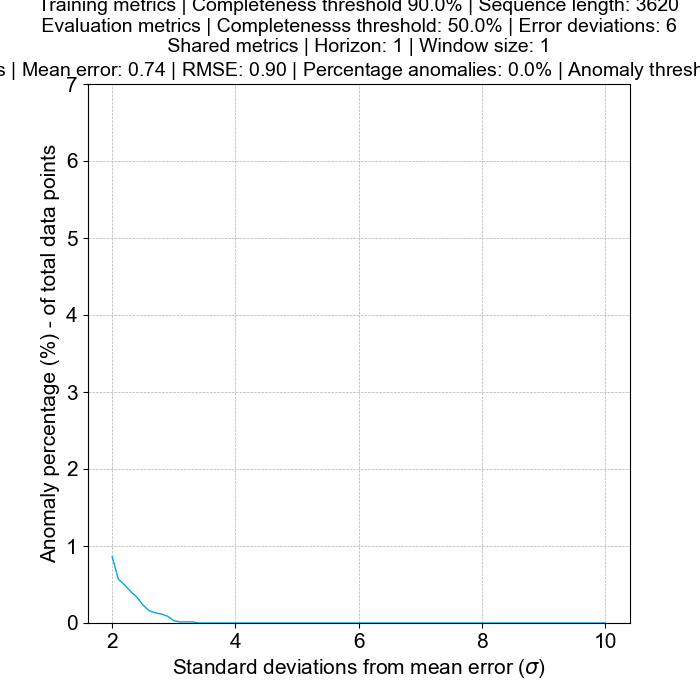 Training metrics | Completeness threshold 90.0% | Sequence length: 3620
Evaluation metrics | Completenesss threshold: 50.0% | Error deviations: 6
Shared metrics | Horizon: 1 | Window size: 1
s | Mean error: 0.74 | RMSE: 0.90 | Percentage anomalies: 0.0% | Anomaly thresh
7
6
5
4
3
2
1
0
Anomaly percentage (%) - of total data points
2 4 6 8 10
Standard deviations from mean error (σ)